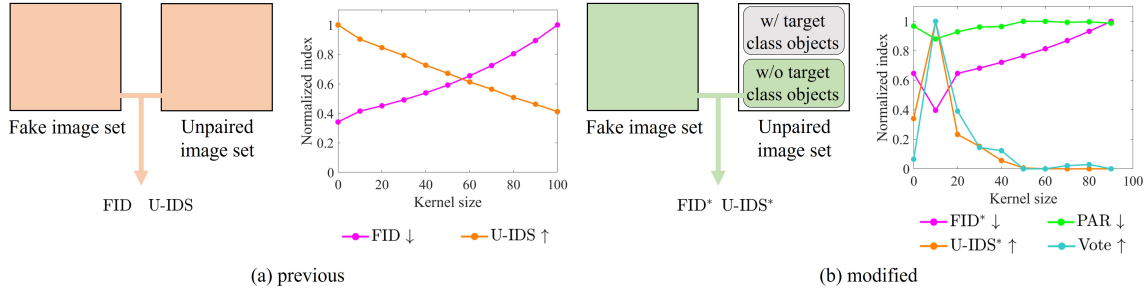 Fake image set
Unpaired
image set
FID U-IDS
Normalized index
1
0.8
0.6
0.4
0.2
0
0 20 40 60 80 100
Kernel size
FID ↓ U-IDS ↑
(a) previous
w/ target
class objects
w/o target
class objects
Fake image set
Unpaired
image set
FID* U-IDS*
Normalized index
1
0.8
0.6
0.4
0.2
0
0 20 40 60 80 100
Kernel size
FID* ↓ PAR ↓
U-IDS* ↑ Vote ↑
(b) modified